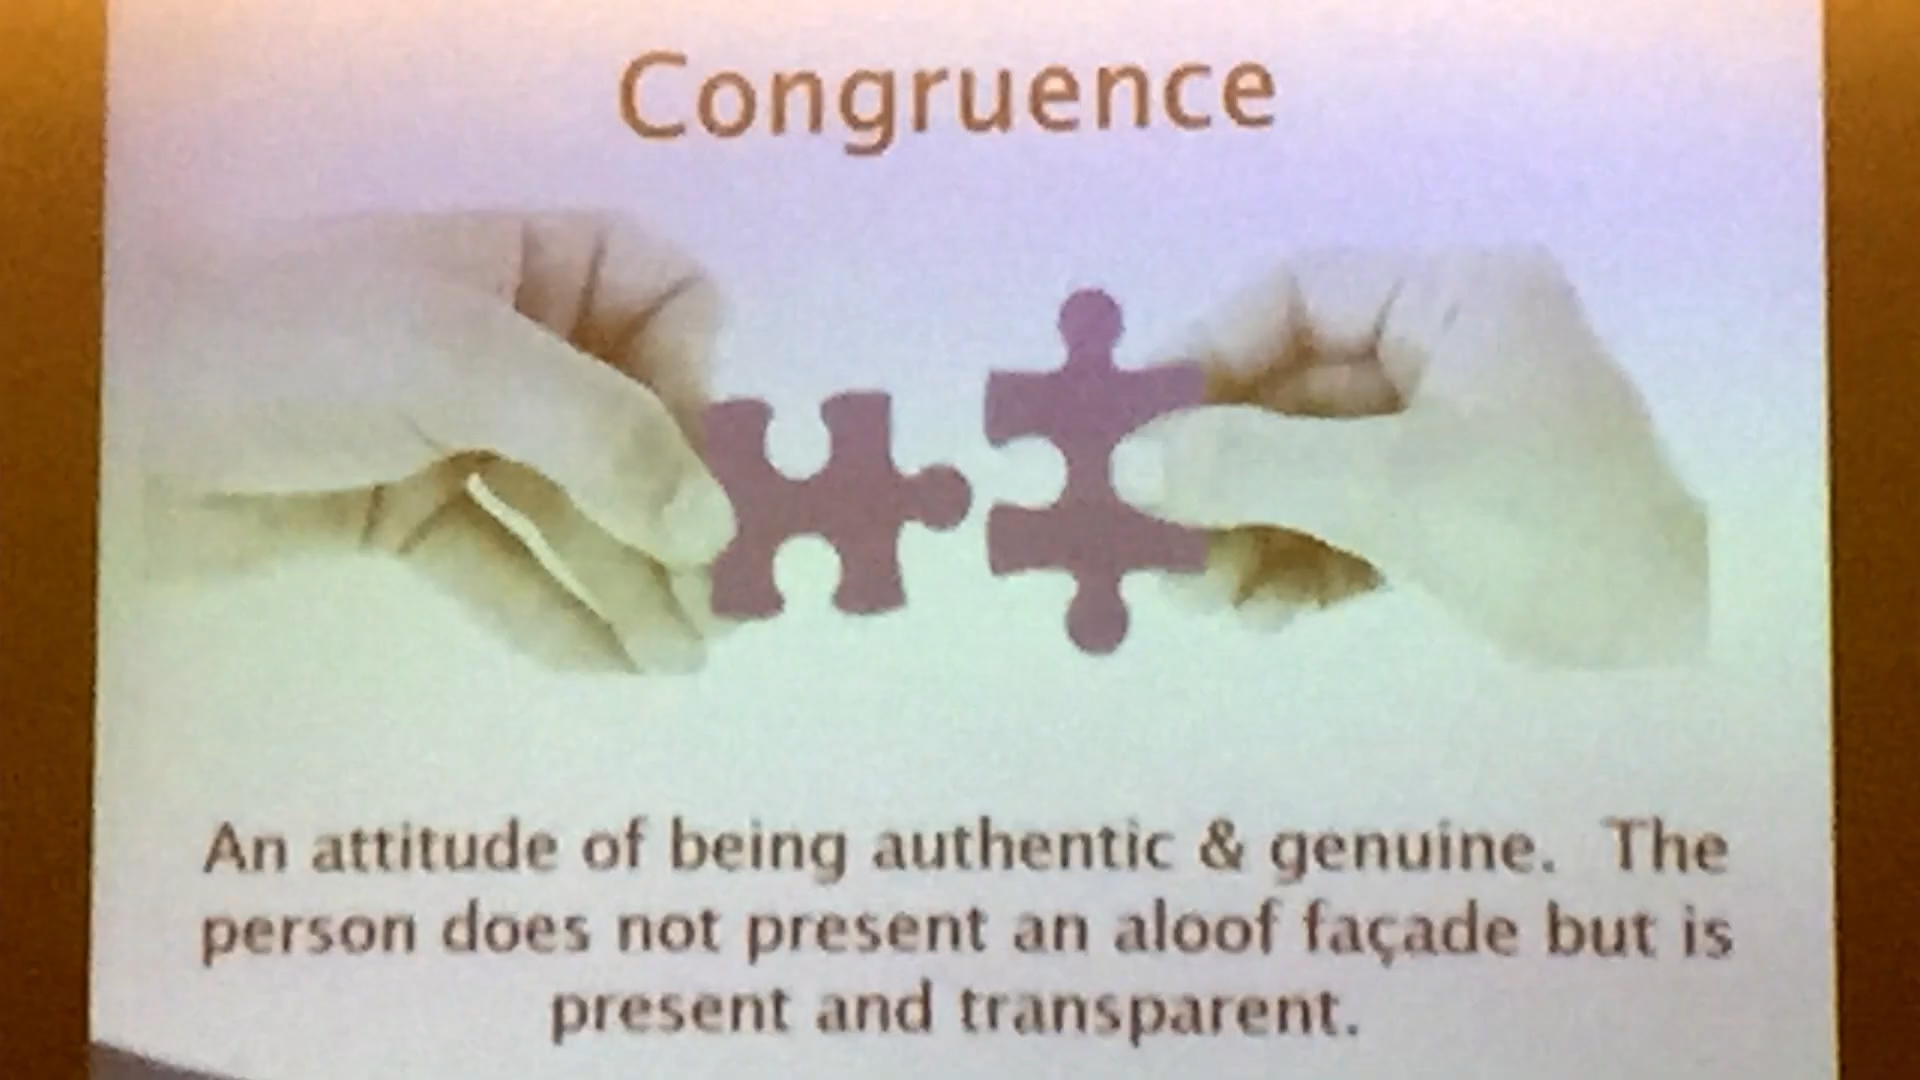 Congruence
An attitude of being authentic & genuine.  The
person does not present an aloof façade but is
present and transparent.